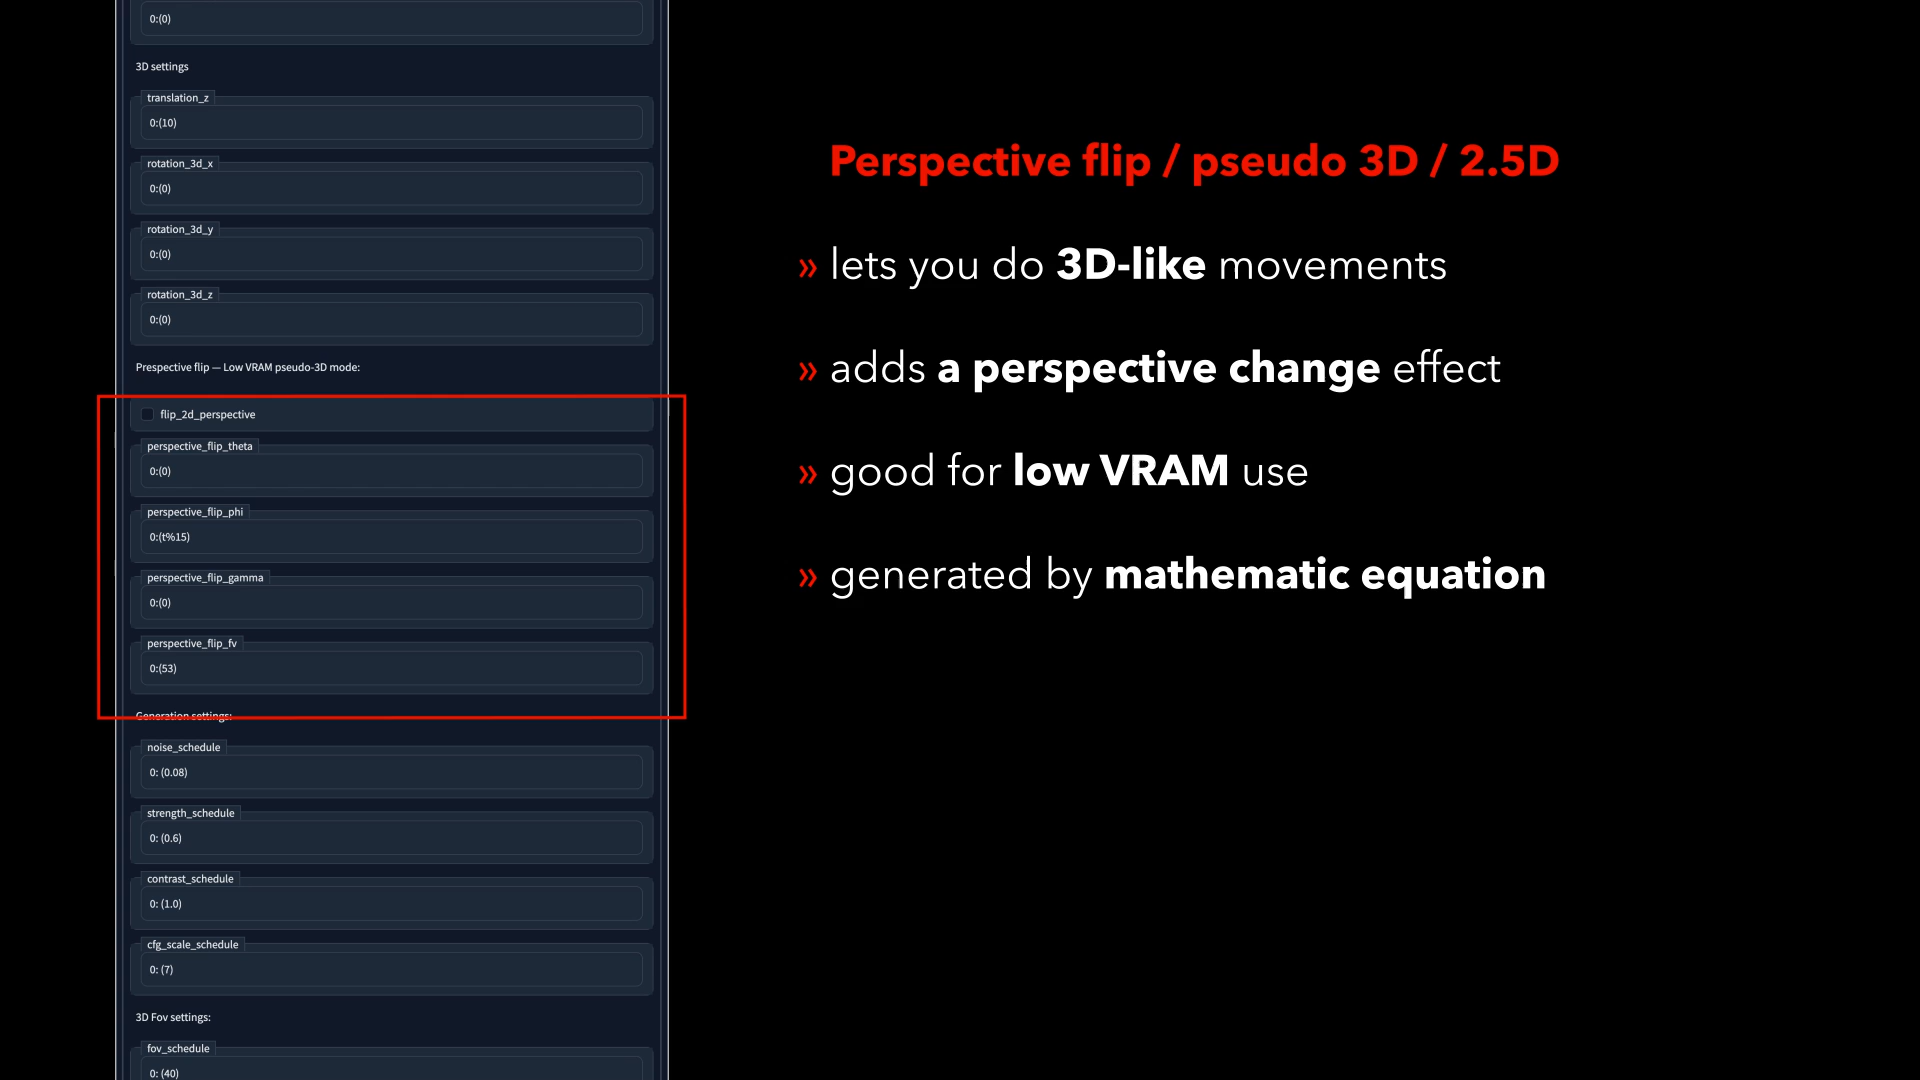 0:(0)
3D settings
translation_z
0:(10)
rotation_3d_x
0:(0)
rotation_3d_y
0:(0)
rotation_3d_z
0:(0)
Prespective flip — Low VRAM pseudo-3D mode:
flip_2d_perspective
perspective_flip_theta
0:(0)
perspective_flip_phi
0:(t%15)
perspective_flip_gamma
0:(0)
perspective_flip_fv
0:(53)
Generation settings:
noise_schedule
0: (0.08)
strength_schedule
0: (0.6)
contrast_schedule
0: (1.0)
cfg_scale_schedule
0: (7)
3D Fov settings:
fov_schedule
0: (40)
Perspective flip / pseudo 3D / 2.5D
» lets you do 3D-like movements
» adds a perspective change effect
» good for low VRAM use
» generated by mathematic equation